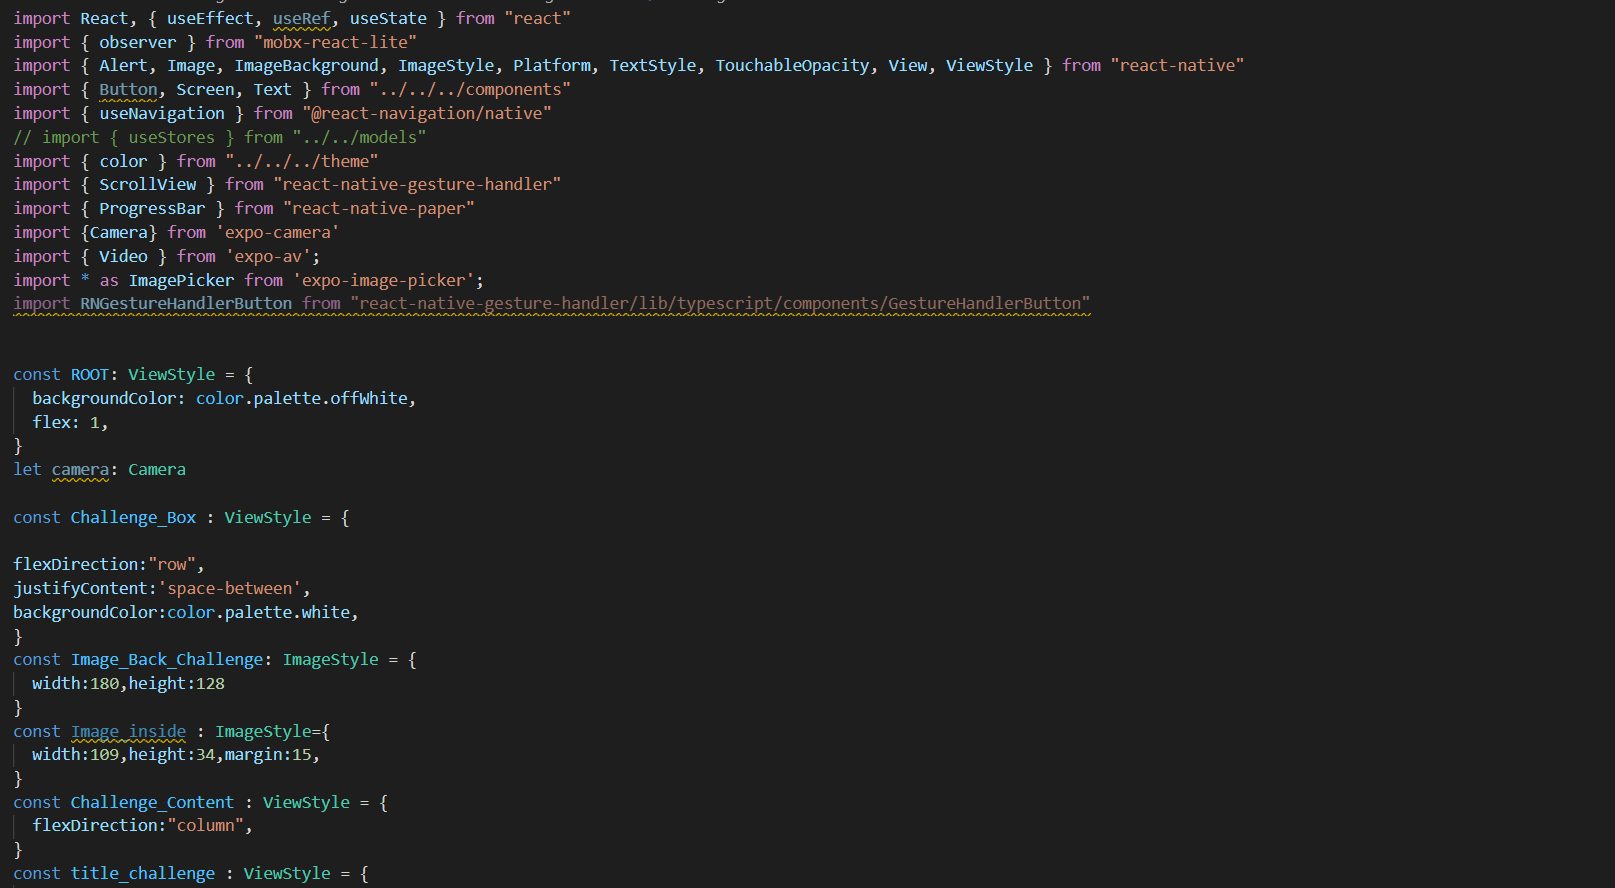 import React, { useEffect, useRef, useState } from "react"
import { observer } from "mobx-react-lite"
import { Alert, Image, ImageBackground, ImageStyle, Platform, TextStyle, TouchableOpacity, View, ViewStyle } from "react-native"
import { Button, Screen, Text } from "../../../components"
import { useNavigation } from "@react-navigation/native"
// import { useStores } from "../../models"
import { color } from "../../../theme"
import { ScrollView } from "react-native-gesture-handler"
import { ProgressBar } from "react-native-paper"
import {Camera} from 'expo-camera'
import { Video } from 'expo-av';
import * as ImagePicker from 'expo-image-picker';
import RNGestureHandlerButton from "react-native-gesture-handler/lib/typescript/components/GestureHandlerButton"
const ROOT: ViewStyle = {
  backgroundColor: color.palette.offWhite,
  flex: 1,
}
let camera: Camera
const Challenge_Box : ViewStyle = {
flexDirection:"row",
justifyContent:'space-between',
backgroundColor:color.palette.white,
}
const Image_Back_Challenge: ImageStyle = {
  width:180,height:128
}
const Image_inside : ImageStyle={
  width:109,height:34,margin:15,
}
const Challenge_Content : ViewStyle = {
  flexDirection:"column",
}
const title_challenge : ViewStyle = {